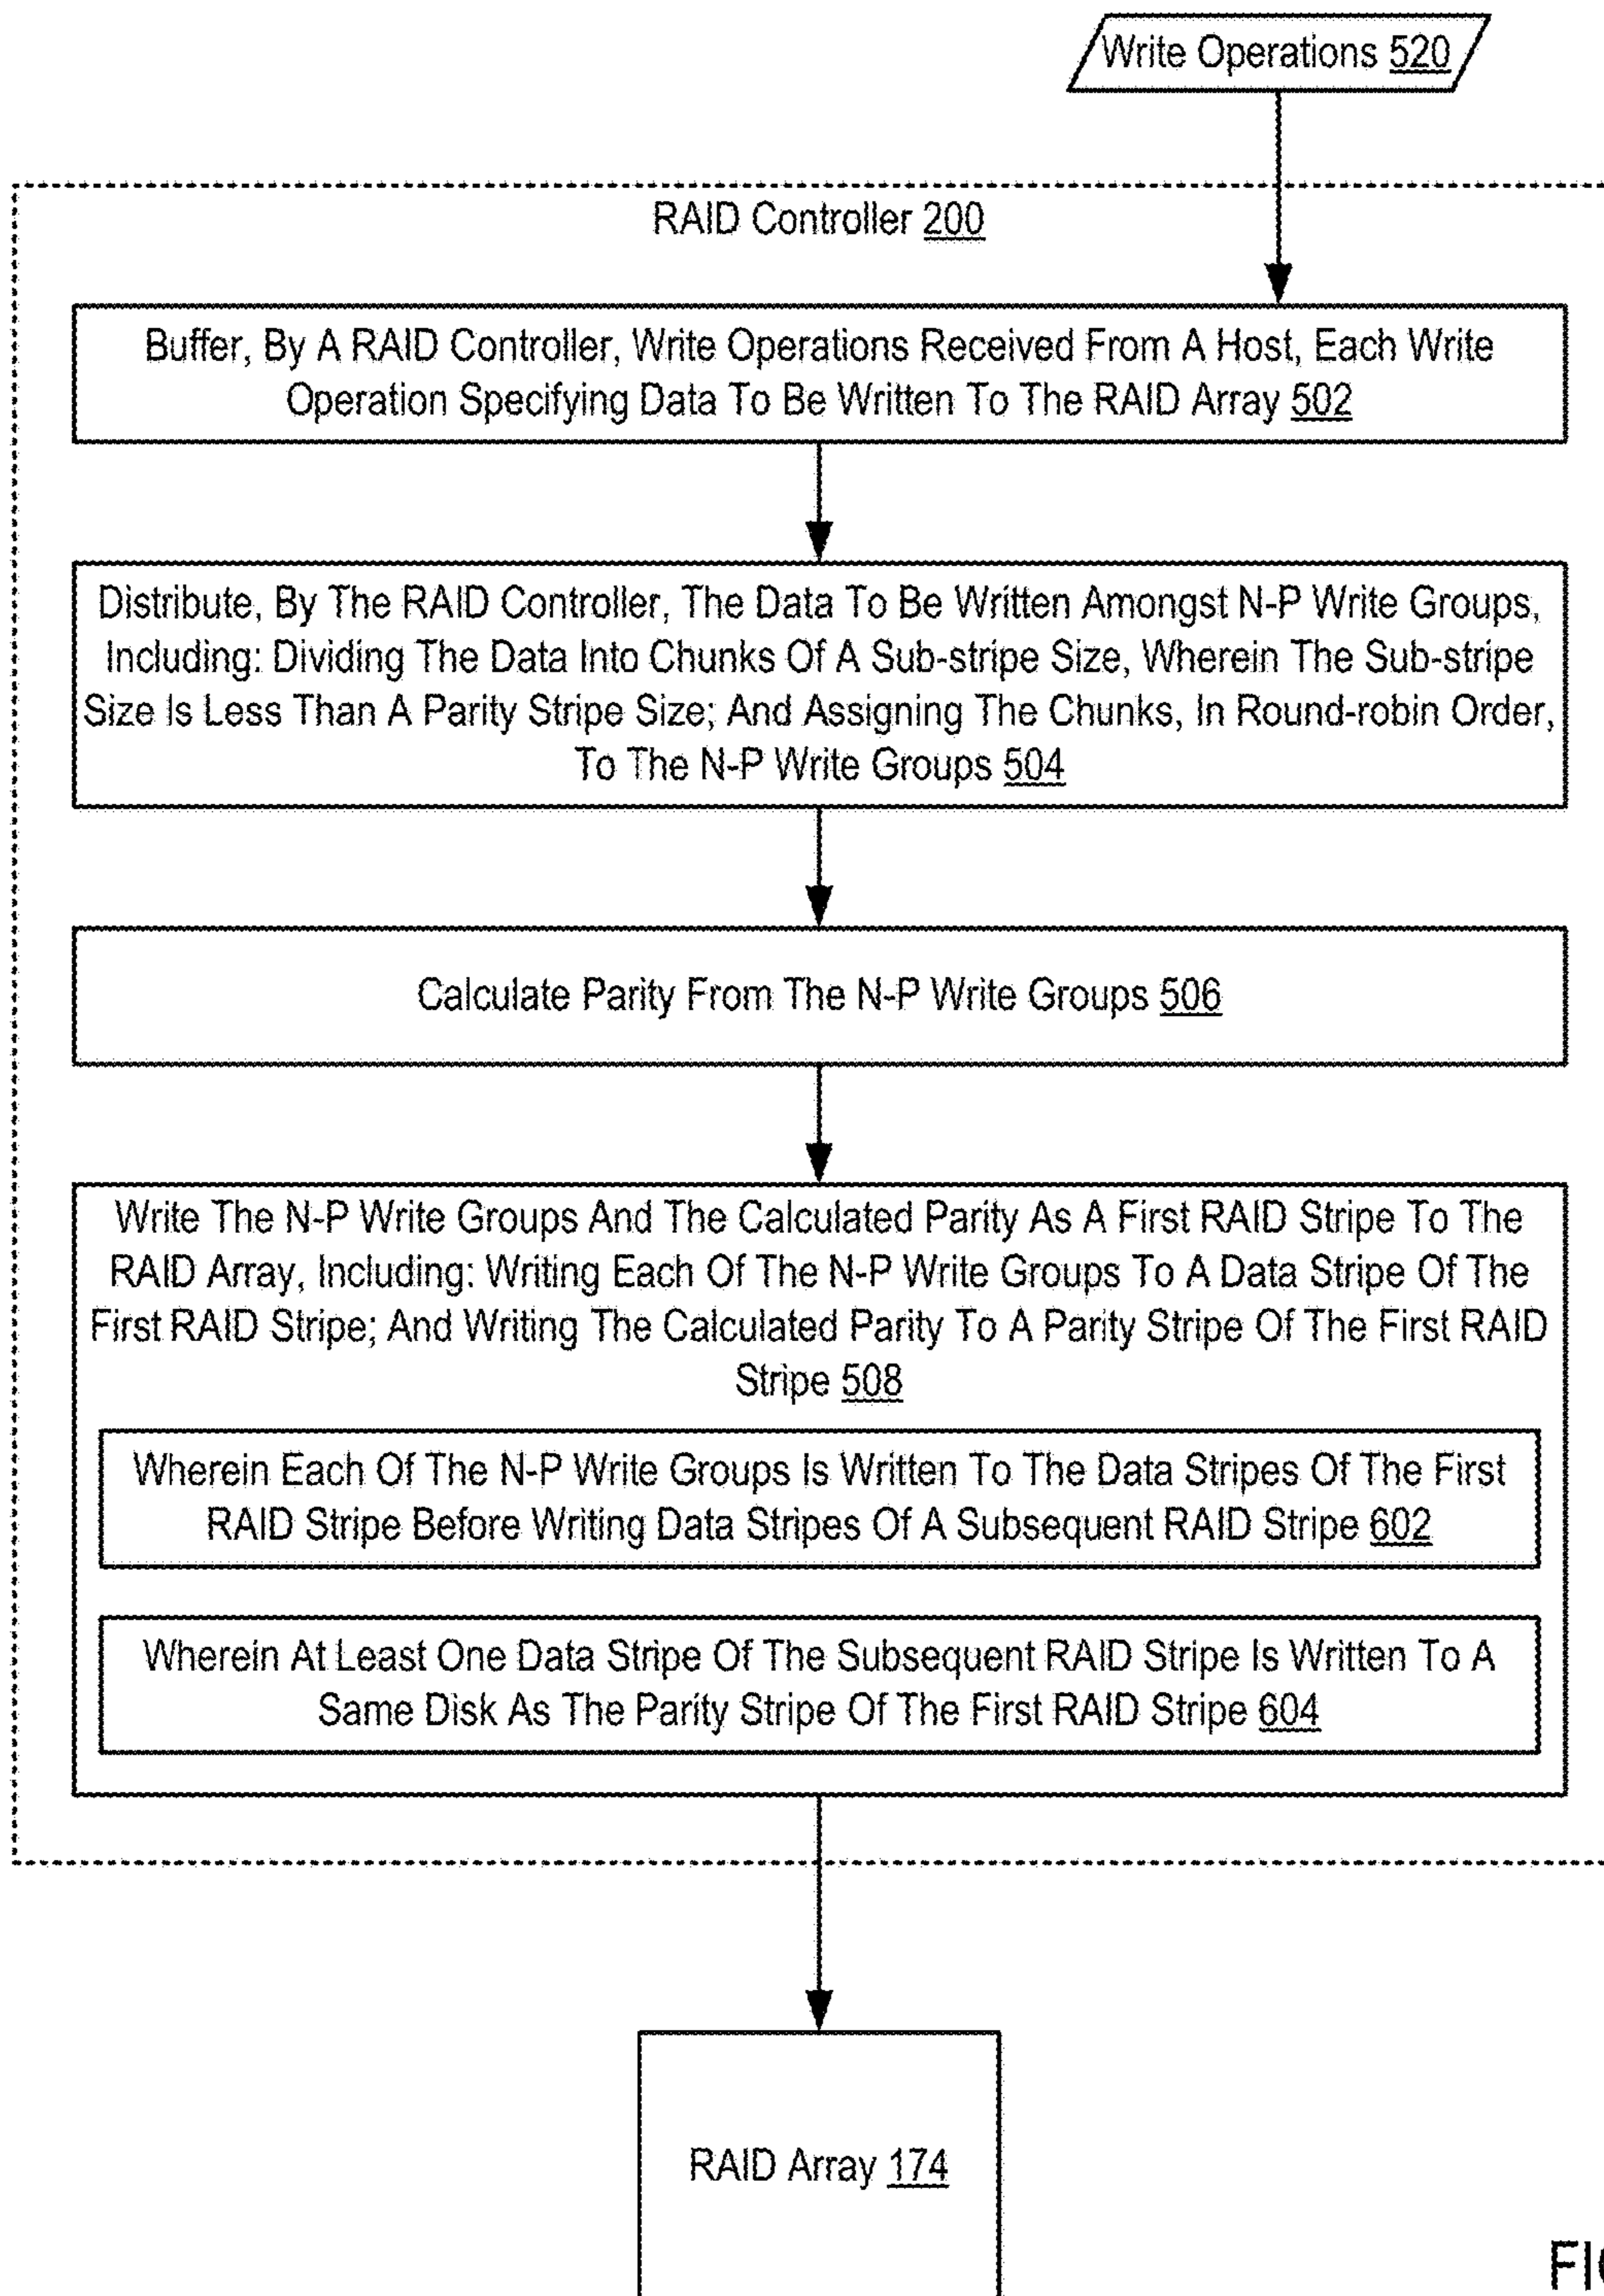 Write Operations 520
RAID Controller 200
Buffer, By A RAID Controller, Write Operations Received From A Host, Each Write
Operation Specifying Data To Be Written To The RAID Array 502
Distribute, By The RAID Controller, The Data To Be Written Amongst N-P Write Groups,
Including: Dividing The Data Into Chunks Of A Sub-stripe Size, Wherein The Sub-stripe
Size Is Less Than A Parity Stripe Size; And Assigning The Chunks, In Round-robin Order,
To The N-P Write Groups 504
Calculate Parity From The N-P Write Groups 506
Write The N-P Write Groups And The Calculated Parity As A First RAID Stripe To The
RAID Array, Including: Writing Each Of The N-P Write Groups To A Data Stripe Of The
First RAID Stripe; And Writing The Calculated Parity To A Parity Stripe Of The First RAID
Stripe 508
Wherein Each Of The N-P Write Groups Is Written To The Data Stripes Of The First
RAID Stripe Before Writing Data Stripes Of A Subsequent RAID Stripe 602
Wherein At Least One Data Stripe Of The Subsequent RAID Stripe Is Written To A
Same Disk As The Parity Stripe Of The First RAID Stripe 604
RAID Array 174